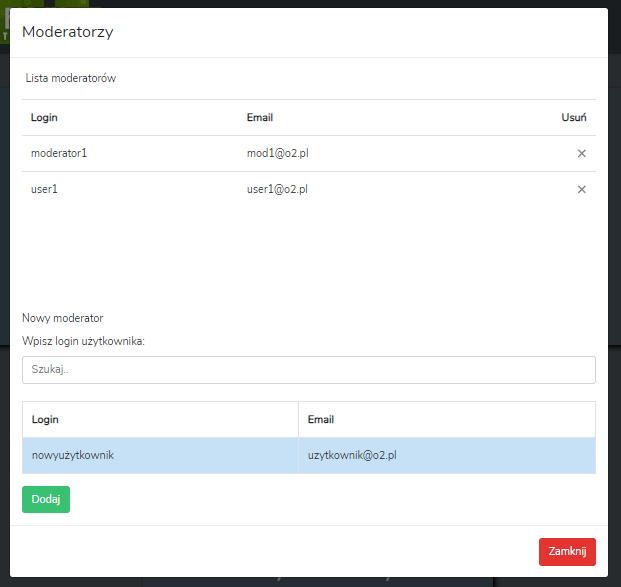 Moderatorzy
Lista moderatorów
Login Email Usuń
moderator1 mod1@o2.pl ×
user1 user1@o2.pl ×
Nowy moderator
Wpisz login użytkownika:
Szukaj..
Login Email
nowyużytkownik uzytkownik@o2.pl
Dodaj
Zamknij